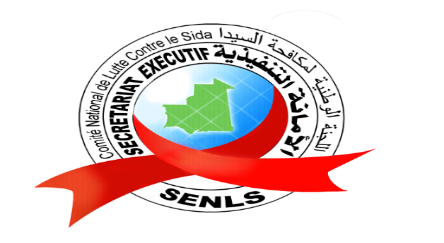 Comité National de Lutte Contre le Sida
اللجنة الوطنية لمكافحة السيدا
SECRETARIAT EXECUTIF
الأمانة التنفيذية
SENLS